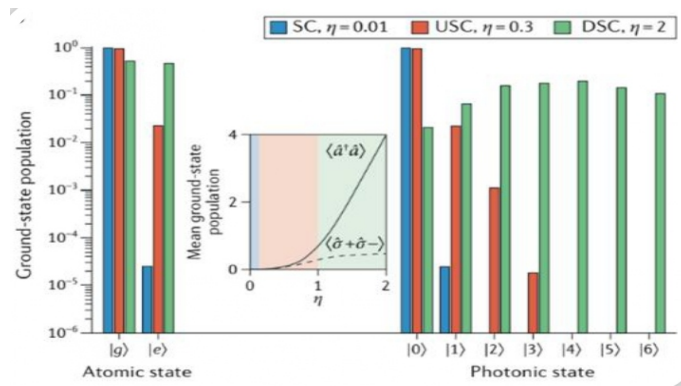 SC, η = 0.01 USC, η = 0.3 DSC, η = 2
Ground-state population
10⁰
10⁻¹
10⁻²
10⁻³
10⁻⁴
10⁻⁵
10⁻⁶
|g⟩ |e⟩
Atomic state
Mean ground-state
population
4
2
0
⟨â†â⟩
⟨σ̂+σ̂−⟩
0 1 2
η
|0⟩ |1⟩ |2⟩ |3⟩ |4⟩ |5⟩ |6⟩
Photonic state